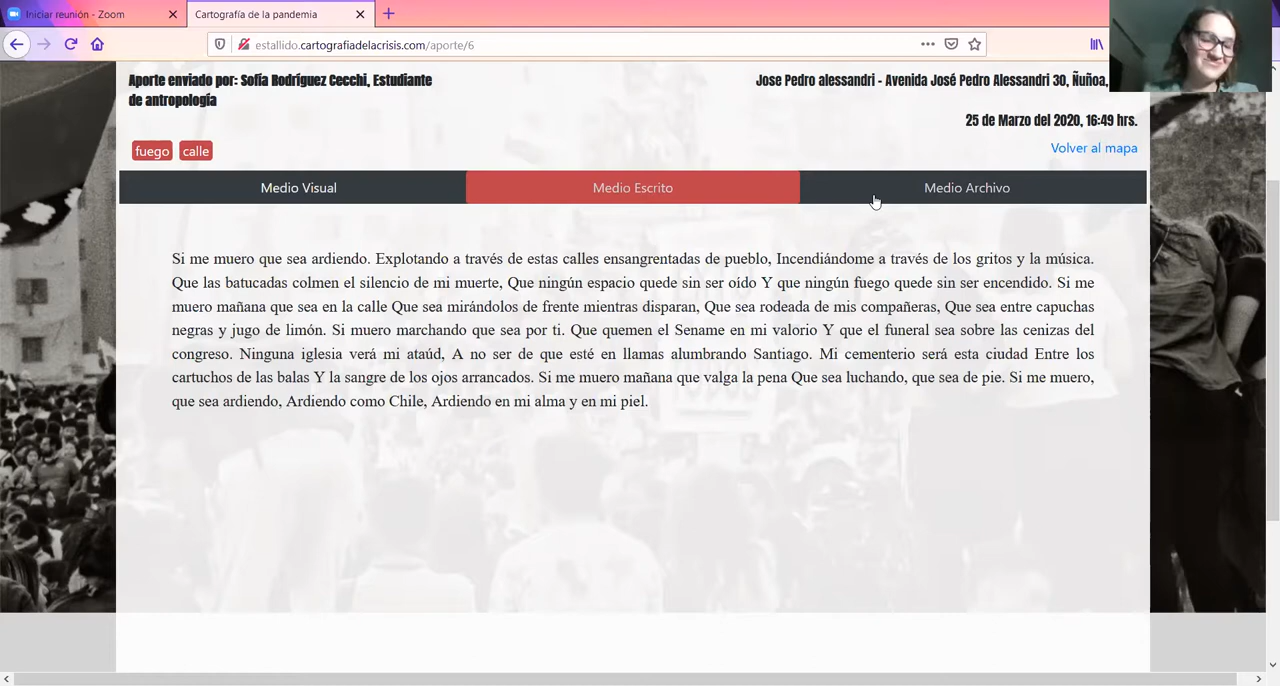 Iniciar reunión - Zoom
Cartografía de la pandemia
estallido.cartografiadelacrisis.com/aporte/6
Aporte enviado por: Sofía Rodríguez Cecchi, Estudiante
de antropología
Jose Pedro alessandri - Avenida José Pedro Alessandri 30, Ñuñoa,
25 de Marzo del 2020, 16:49 hrs.
fuego calle
Volver al mapa
Medio Visual Medio Escrito Medio Archivo
Si me muero que sea ardiendo. Explotando a través de estas calles ensangrentadas de pueblo, Incendiándome a través de los gritos y la música.
Que las batucadas colmen el silencio de mi muerte, Que ningún espacio quede sin ser oído Y que ningún fuego quede sin ser encendido. Si me
muero mañana que sea en la calle Que sea mirándolos de frente mientras disparan, Que sea rodeada de mis compañeras, Que sea entre capuchas
negras y jugo de limón. Si muero marchando que sea por ti. Que quemen el Sename en mi valorio Y que el funeral sea sobre las cenizas del
congreso. Ninguna iglesia verá mi ataúd, A no ser de que esté en llamas alumbrando Santiago. Mi cementerio será esta ciudad Entre los
cartuchos de las balas Y la sangre de los ojos arrancados. Si me muero mañana que valga la pena Que sea luchando, que sea de pie. Si me muero,
que sea ardiendo, Ardiendo como Chile, Ardiendo en mi alma y en mi piel.